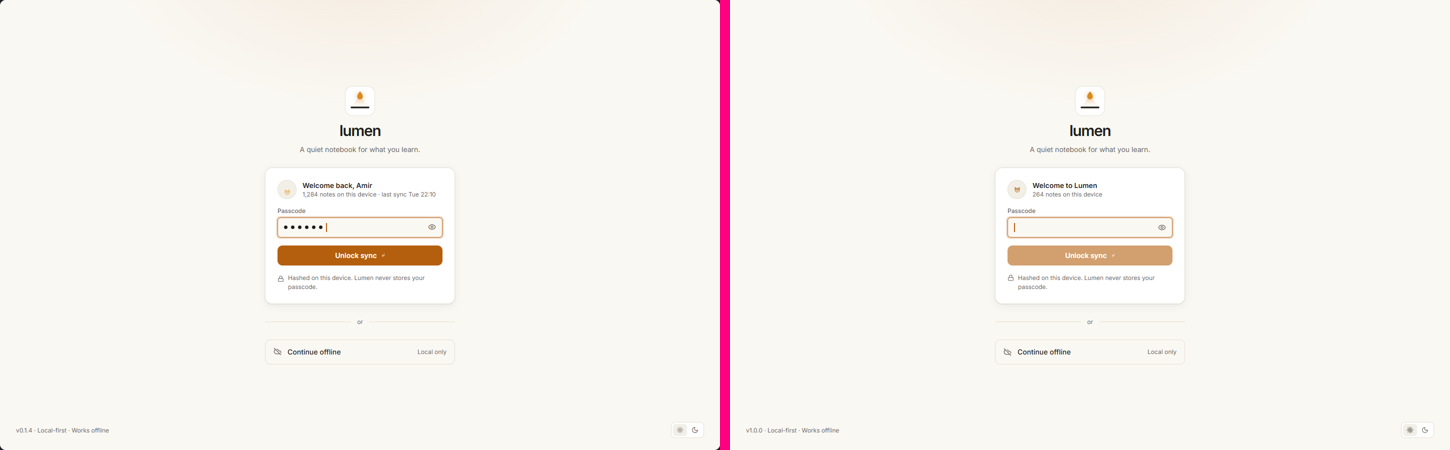 lumen
A quiet notebook for what you learn.
Welcome back, Amir
1,284 notes on this device · last sync Tue 22:10
Passcode
Unlock sync
Hashed on this device. Lumen never stores your
passcode.
or
Continue offline
Local only
v0.1.4 · Local-first · Works offline
lumen
A quiet notebook for what you learn.
Welcome to Lumen
264 notes on this device
Passcode
Unlock sync
Hashed on this device. Lumen never stores your
passcode.
or
Continue offline
Local only
v1.0.0 · Local-first · Works offline